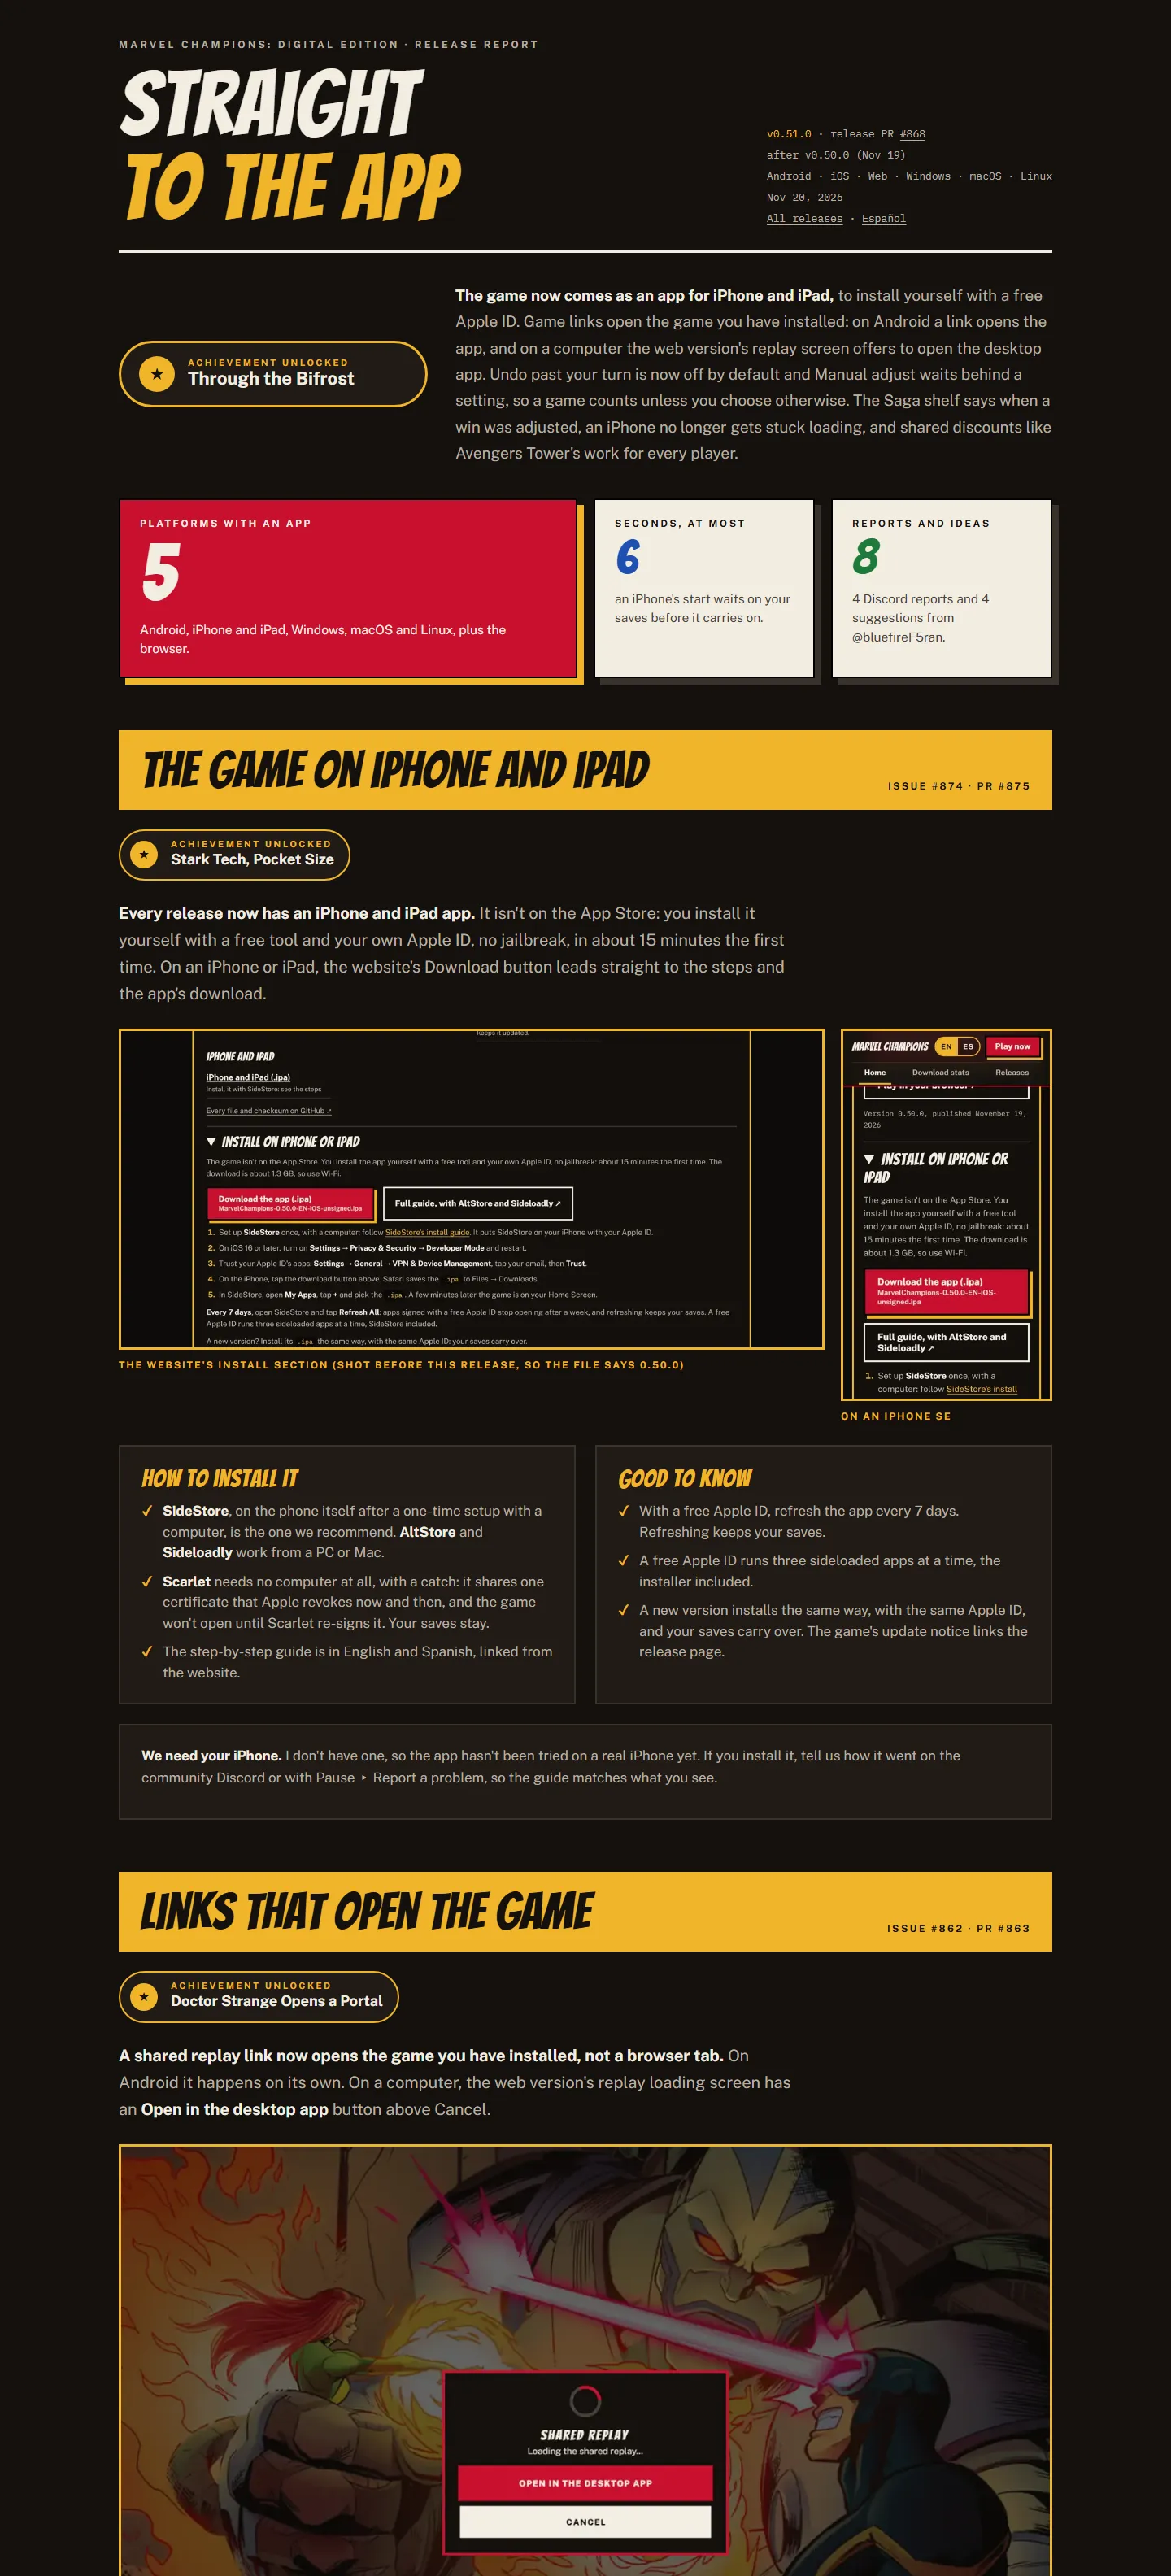 MARVEL CHAMPIONS: DIGITAL EDITION · RELEASE REPORT
STRAIGHT
TO THE APP
v0.51.0 · release PR #868
after v0.50.0 (Nov 19)
Android · iOS · Web · Windows · macOS · Linux
Nov 20, 2026
All releases · Español
ACHIEVEMENT UNLOCKED
Through the Bifrost
The game now comes as an app for iPhone and iPad, to install yourself with a free
Apple ID. Game links open the game you have installed: on Android a link opens the
app, and on a computer the web version's replay screen offers to open the desktop
app. Undo past your turn is now off by default and Manual adjust waits behind a
setting, so a game counts unless you choose otherwise. The Saga shelf says when a
win was adjusted, an iPhone no longer gets stuck loading, and shared discounts like
Avengers Tower's work for every player.
PLATFORMS WITH AN APP
5
Android, iPhone and iPad, Windows, macOS and Linux, plus the
browser.
SECONDS, AT MOST
6
an iPhone's start waits on your
saves before it carries on.
REPORTS AND IDEAS
8
4 Discord reports and 4
suggestions from
@bluefireF5ran.
THE GAME ON IPHONE AND IPAD
ISSUE #874 · PR #875
ACHIEVEMENT UNLOCKED
Stark Tech, Pocket Size
Every release now has an iPhone and iPad app. It isn't on the App Store: you install it
yourself with a free tool and your own Apple ID, no jailbreak, in about 15 minutes the first
time. On an iPhone or iPad, the website's Download button leads straight to the steps and
the app's download.
keeps it updated.
IPHONE AND IPAD
iPhone and iPad (.ipa)
Install it with SideStore: see the steps
Every file and checksum on GitHub ↗
▼ INSTALL ON IPHONE OR IPAD
The game isn't on the App Store. You install the app yourself with a free tool and your own Apple ID, no jailbreak: about 15 minutes the first time. The
download is about 1.3 GB, so use Wi-Fi.
Download the app (.ipa)
MarvelChampions-0.50.0-EN-iOS-unsigned.ipa
Full guide, with AltStore and Sideloadly ↗
1. Set up SideStore once, with a computer: follow SideStore's install guide. It puts SideStore on your iPhone with your Apple ID.
2. On iOS 16 or later, turn on Settings → Privacy & Security → Developer Mode and restart.
3. Trust your Apple ID's apps: Settings → General → VPN & Device Management, tap your email, then Trust.
4. On the iPhone, tap the download button above. Safari saves the .ipa to Files → Downloads.
5. In SideStore, open My Apps, tap + and pick the .ipa. A few minutes later the game is on your Home Screen.
Every 7 days, open SideStore and tap Refresh All: apps signed with a free Apple ID stop opening after a week, and refreshing keeps your saves. A free
Apple ID runs three sideloaded apps at a time, SideStore included.
A new version? Install its .ipa the same way, with the same Apple ID: your saves carry over.
THE WEBSITE'S INSTALL SECTION (SHOT BEFORE THIS RELEASE, SO THE FILE SAYS 0.50.0)
MARVEL CHAMPIONS
EN ES
Play now
Home Download stats Releases
Play in your browser ↗
Version 0.50.0, published November 19,
2026
▼ INSTALL ON IPHONE OR
IPAD
The game isn't on the App Store. You
install the app yourself with a free tool
and your own Apple ID, no jailbreak: about
15 minutes the first time. The download is
about 1.3 GB, so use Wi-Fi.
Download the app (.ipa)
MarvelChampions-0.50.0-EN-iOS-
unsigned.ipa
Full guide, with AltStore and
Sideloadly ↗
1. Set up SideStore once, with a
computer: follow SideStore's install
ON AN IPHONE SE
HOW TO INSTALL IT
✓ SideStore, on the phone itself after a one-time setup with a
computer, is the one we recommend. AltStore and
Sideloadly work from a PC or Mac.
✓ Scarlet needs no computer at all, with a catch: it shares one
certificate that Apple revokes now and then, and the game
won't open until Scarlet re-signs it. Your saves stay.
✓ The step-by-step guide is in English and Spanish, linked from
the website.
GOOD TO KNOW
✓ With a free Apple ID, refresh the app every 7 days.
Refreshing keeps your saves.
✓ A free Apple ID runs three sideloaded apps at a time, the
installer included.
✓ A new version installs the same way, with the same Apple ID,
and your saves carry over. The game's update notice links the
release page.
We need your iPhone. I don't have one, so the app hasn't been tried on a real iPhone yet. If you install it, tell us how it went on the
community Discord or with Pause ▸ Report a problem, so the guide matches what you see.
LINKS THAT OPEN THE GAME
ISSUE #862 · PR #863
ACHIEVEMENT UNLOCKED
Doctor Strange Opens a Portal
A shared replay link now opens the game you have installed, not a browser tab. On
Android it happens on its own. On a computer, the web version's replay loading screen has
an Open in the desktop app button above Cancel.
SHARED REPLAY
Loading the shared replay...
OPEN IN THE DESKTOP APP
CANCEL